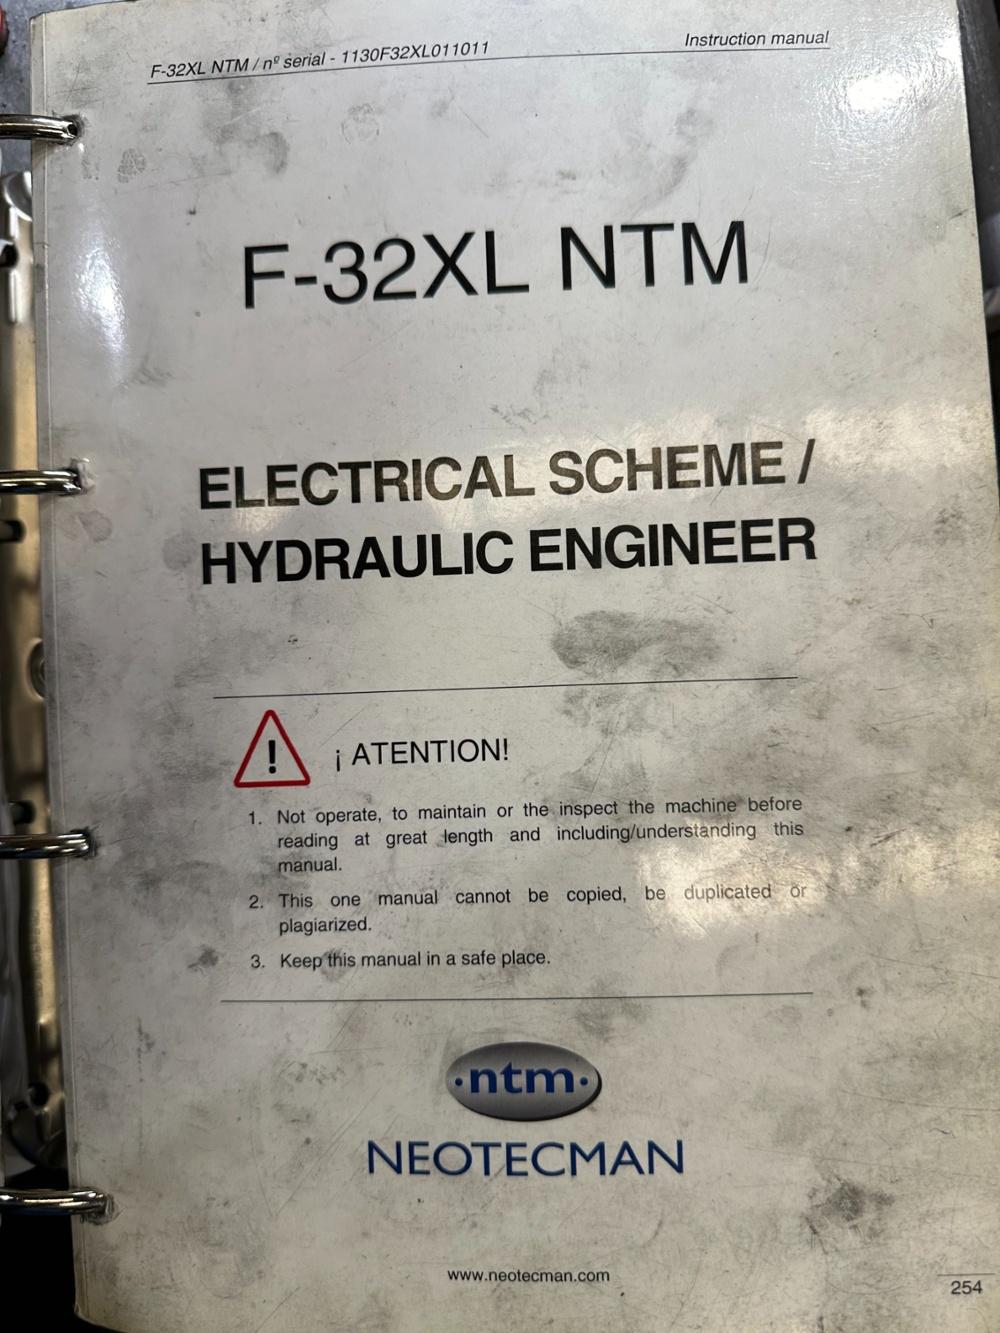 F-32XL NTM / nº serial - 1130F32XL011011
Instruction manual
F-32XL NTM
ELECTRICAL SCHEME /
HYDRAULIC ENGINEER
¡ ATENTION!
1. Not operate, to maintain or the inspect the machine before
reading at great length and including/understanding this
manual.
2. This one manual cannot be copied, be duplicated or
plagiarized.
3. Keep this manual in a safe place.
·ntm·
NEOTECMAN
www.neotecman.com
254